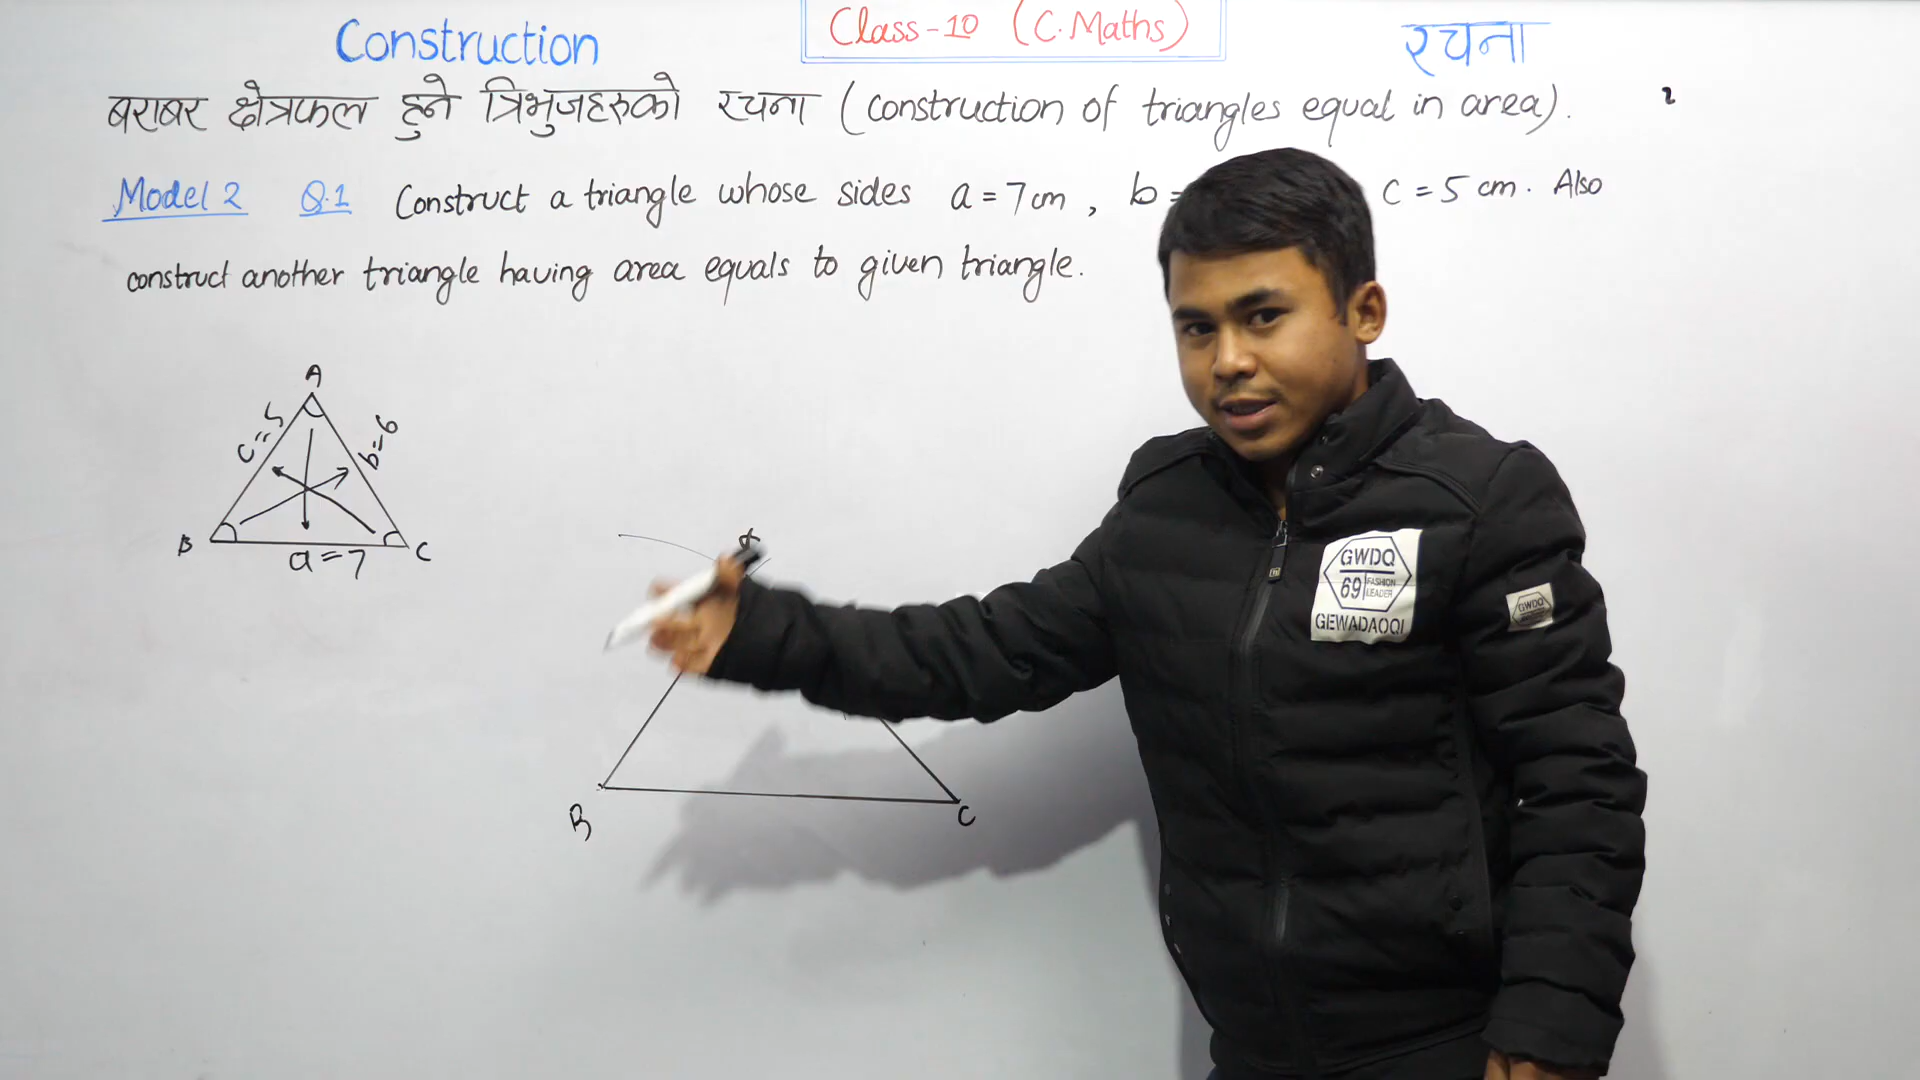 Construction
Class-10 (C.Maths)
रचना
बराबर क्षेत्रफल हुने त्रिभुजहरुको रचना (construction of triangles equal in area).
Model 2 Q.1 Construct a triangle whose sides a = 7 cm , b = c = 5 cm. Also
construct another triangle having area equals to given triangle.
A
c = 5
b = 6
B
a = 7
C
B
C
GWDQ
69 FASHION
LEADER
GEWADAOQI
GWDQ